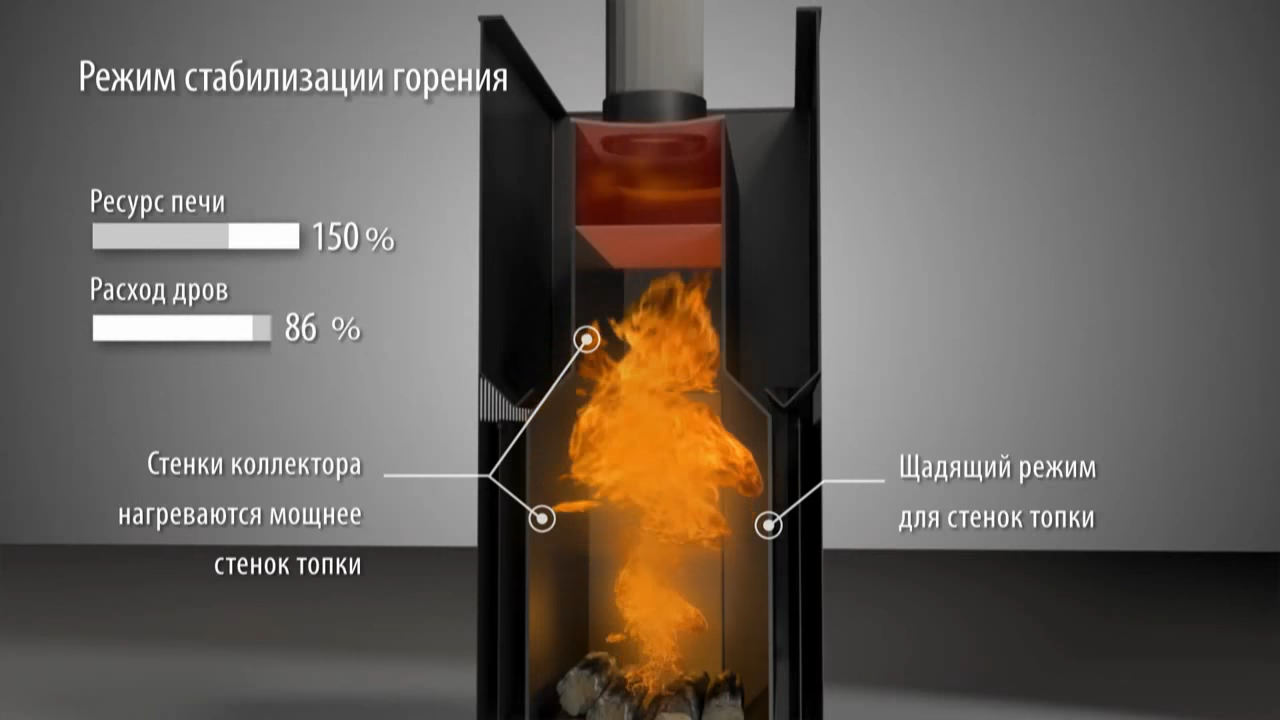 Режим стабилизации горения
Ресурс печи
150 %
Расход дров
86 %
Стенки коллектора
нагреваются мощнее
стенок топки
Щадящий режим
для стенок топки